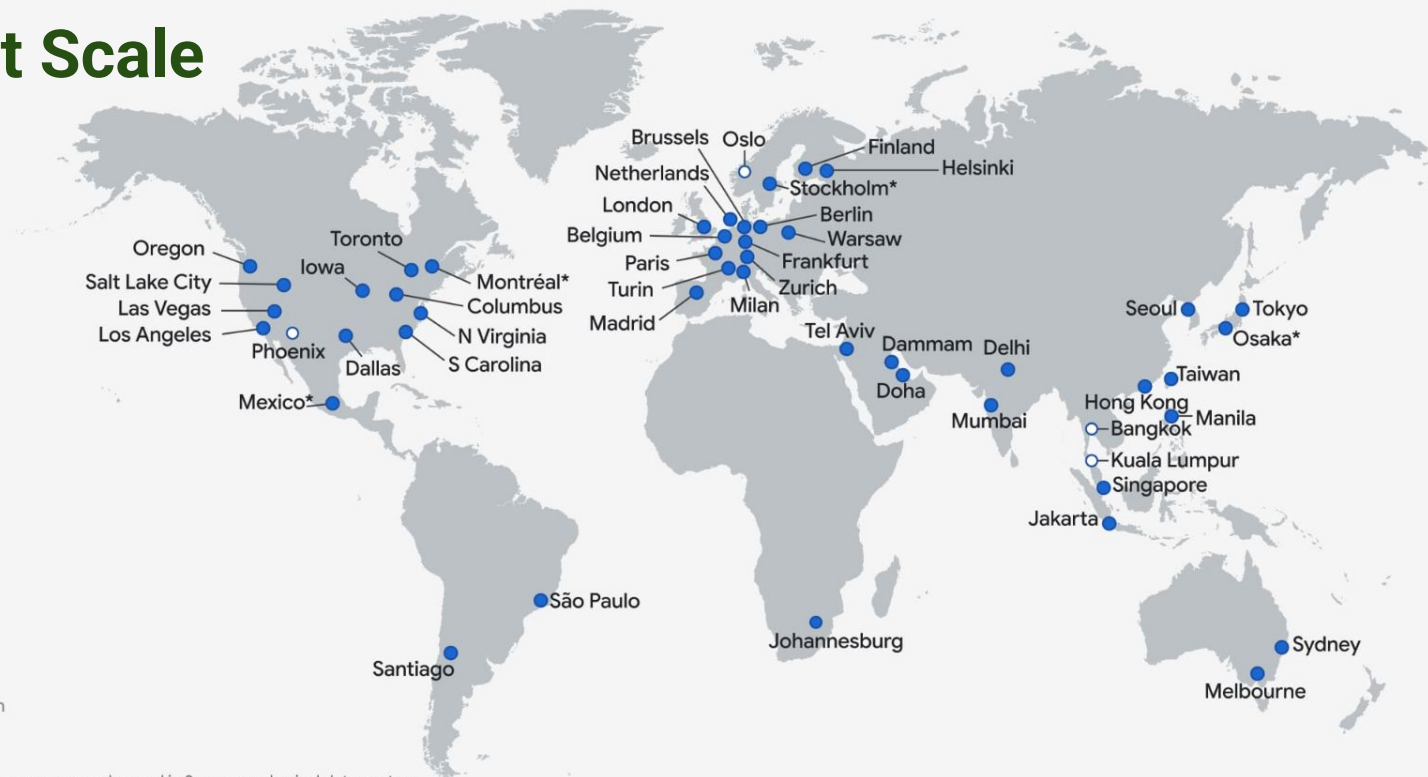 t Scale
Brussels
Oslo
Finland
Helsinki
Netherlands
Stockholm*
London
Berlin
Belgium
Warsaw
Paris
Frankfurt
Turin
Zurich
Milan
Madrid
Oregon
Toronto
Salt Lake City
Iowa
Montréal*
Las Vegas
Columbus
Los Angeles
N Virginia
Phoenix
Dallas
S Carolina
Mexico*
Tel Aviv
Dammam
Delhi
Doha
Mumbai
Seoul
Tokyo
Osaka*
Taiwan
Hong Kong
Manila
Bangkok
Kuala Lumpur
Singapore
Jakarta
São Paulo
Santiago
Johannesburg
Sydney
Melbourne